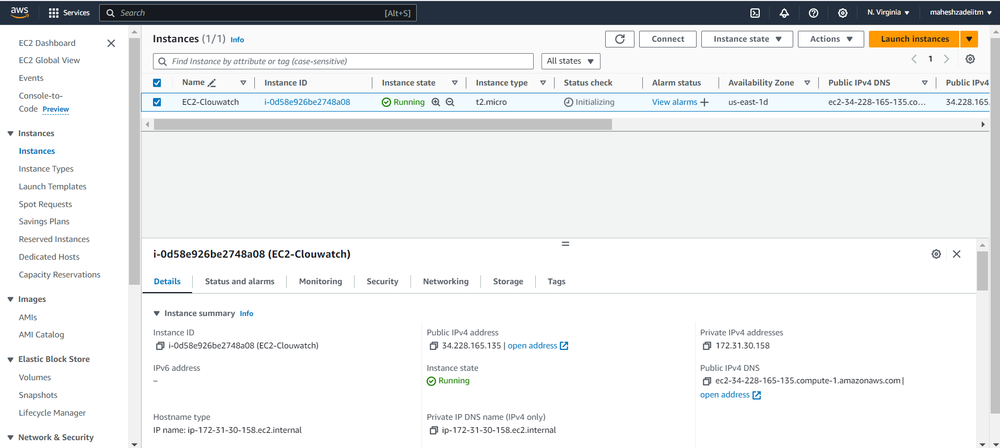 aws Services Search [Alt+S] N. Virginia maheshzadeiitm
EC2 Dashboard
EC2 Global View
Events
Console-to-
Code Preview
Instances
Instances
Instance Types
Launch Templates
Spot Requests
Savings Plans
Reserved Instances
Dedicated Hosts
Capacity Reservations
Images
AMIs
AMI Catalog
Elastic Block Store
Volumes
Snapshots
Lifecycle Manager
Network & Security
Instances (1/1) Info Connect Instance state Actions Launch instances
Find Instance by attribute or tag (case-sensitive) All states 1
Name Instance ID Instance state Instance type Status check Alarm status Availability Zone Public IPv4 DNS Public IPv4
EC2-Clouwatch i-0d58e926be2748a08 Running t2.micro Initializing View alarms + us-east-1d ec2-34-228-165-135.co... 34.228.165.
i-0d58e926be2748a08 (EC2-Clouwatch)
Details Status and alarms Monitoring Security Networking Storage Tags
Instance summary Info
Instance ID
i-0d58e926be2748a08 (EC2-Clouwatch)
Public IPv4 address
34.228.165.135 | open address
Private IPv4 addresses
172.31.30.158
IPv6 address
–
Instance state
Running
Public IPv4 DNS
ec2-34-228-165-135.compute-1.amazonaws.com |
open address
Hostname type
IP name: ip-172-31-30-158.ec2.internal
Private IP DNS name (IPv4 only)
ip-172-31-30-158.ec2.internal